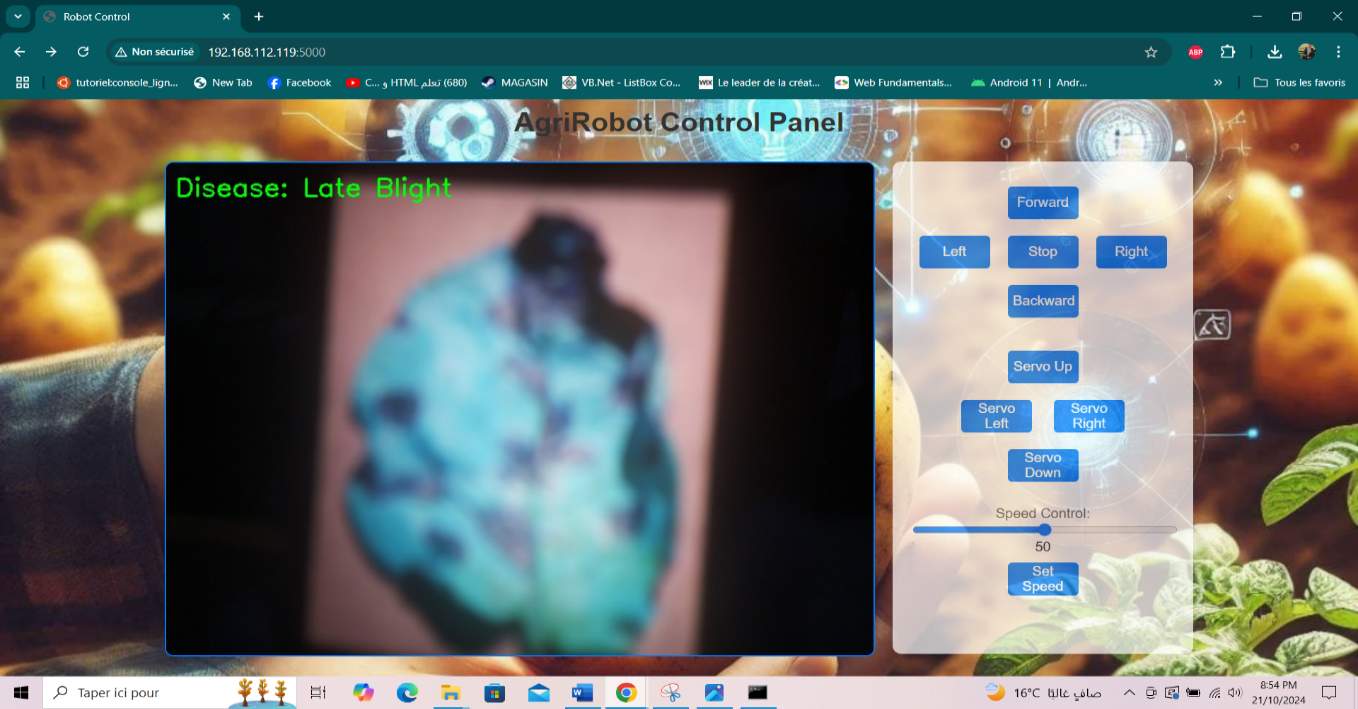 Robot Control
Non sécurisé
192.168.112.119:5000
ABP
tutoriel:console_lign...
New Tab
Facebook
C... و HTML تعلم (680)
MAGASIN
VB.Net - ListBox Co...
WIX
Le leader de la créat...
Web Fundamentals...
Android 11 | Andr...
Tous les favoris
AgriRobot Control Panel
Disease: Late Blight
Forward
Left
Stop
Right
Backward
Servo Up
Servo
Left
Servo
Right
Servo
Down
Speed Control:
50
Set
Speed
Taper ici pour
16°C صافٍ غالبًا
8:54 PM
21/10/2024